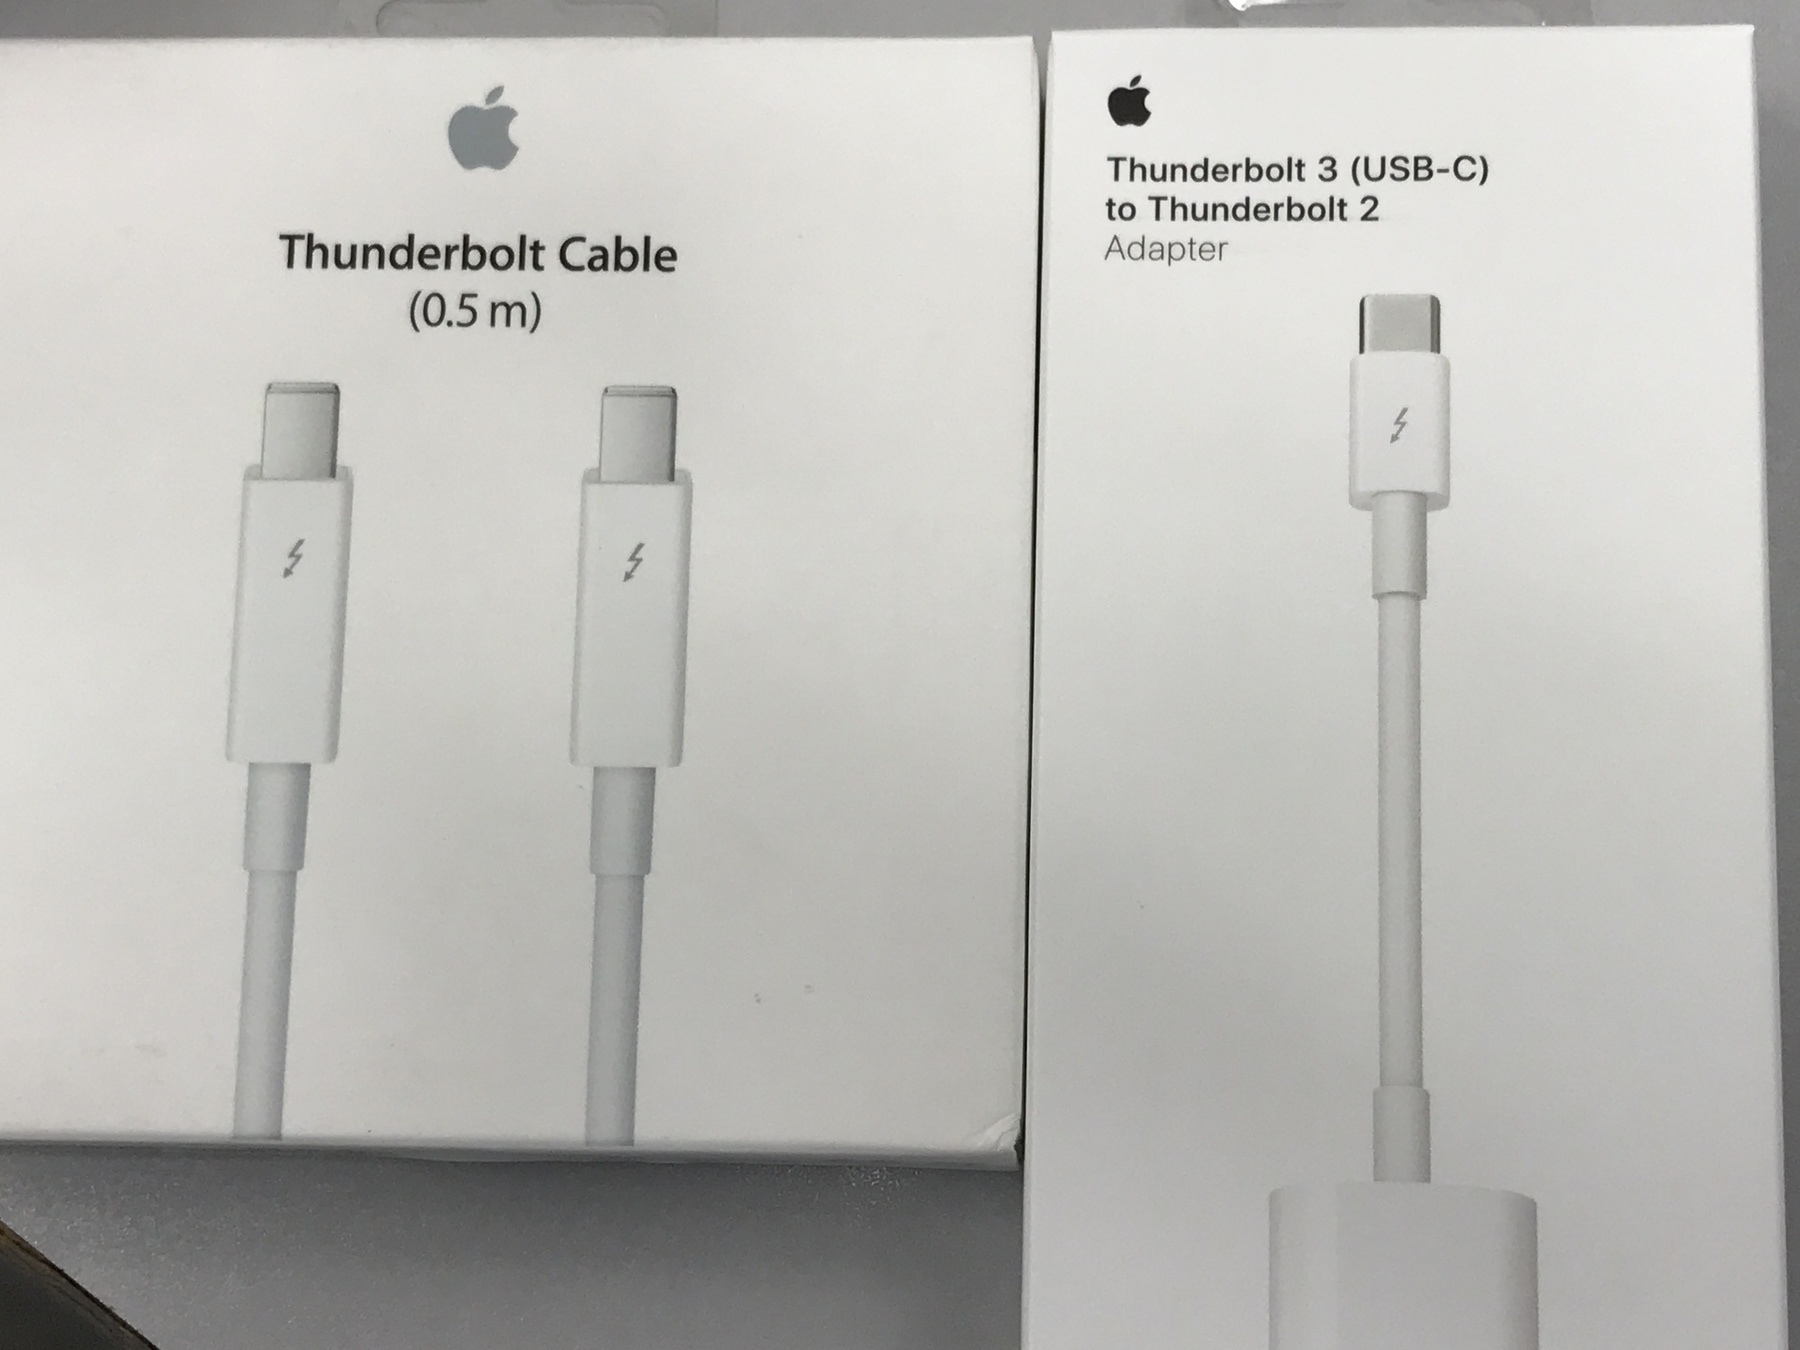 Thunderbolt Cable
(0.5 m)
Thunderbolt 3 (USB-C)
to Thunderbolt 2
Adapter